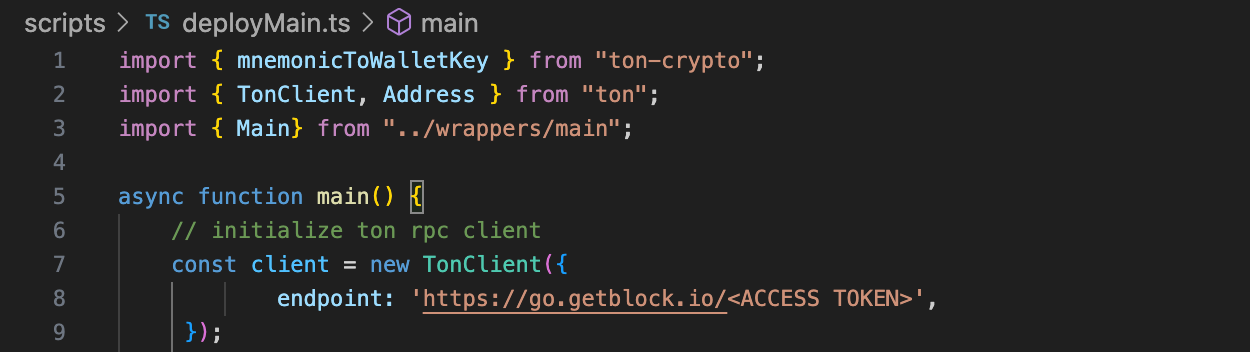 scripts > TS deployMain.ts > main
1 import { mnemonicToWalletKey } from "ton-crypto";
2 import { TonClient, Address } from "ton";
3 import { Main} from "../wrappers/main";
4
5 async function main() {
6 // initialize ton rpc client
7 const client = new TonClient({
8 endpoint: 'https://go.getblock.io/<ACCESS TOKEN>',
9 });